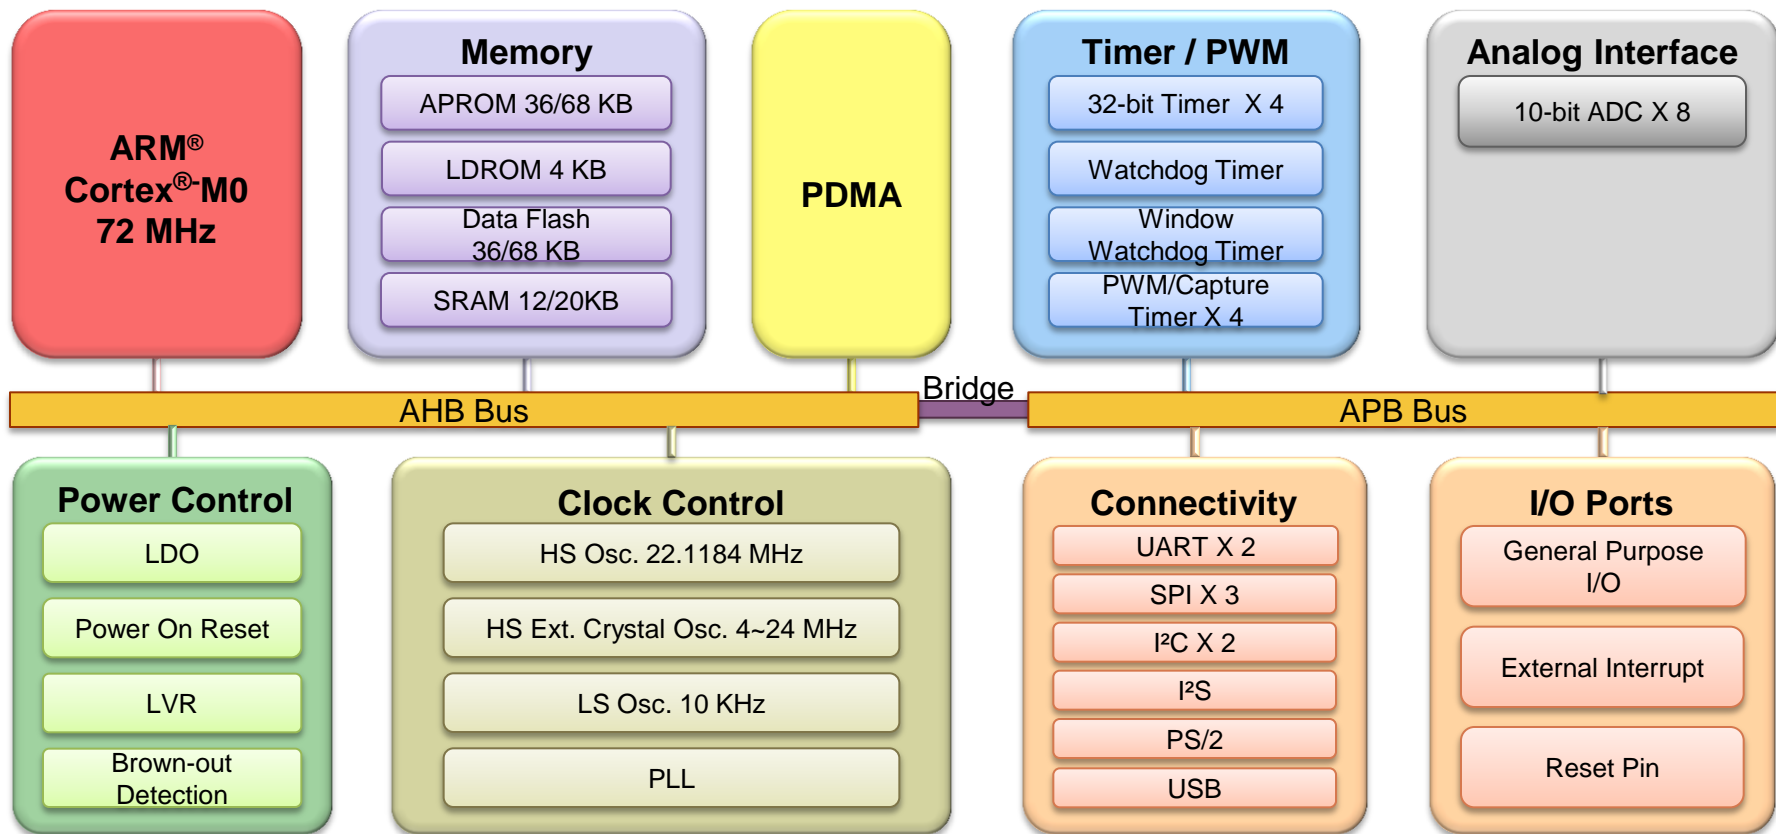 ARM®
Cortex®-M0
72 MHz
Memory
APROM 36/68 KB
LDROM 4 KB
Data Flash
36/68 KB
SRAM 12/20KB
PDMA
Timer / PWM
32-bit Timer X 4
Watchdog Timer
Window
Watchdog Timer
PWM/Capture
Timer X 4
Analog Interface
10-bit ADC X 8
AHB Bus
Bridge
APB Bus
Power Control
LDO
Power On Reset
LVR
Brown-out
Detection
Clock Control
HS Osc. 22.1184 MHz
HS Ext. Crystal Osc. 4~24 MHz
LS Osc. 10 KHz
PLL
Connectivity
UART X 2
SPI X 3
I²C X 2
I²S
PS/2
USB
I/O Ports
General Purpose
I/O
External Interrupt
Reset Pin